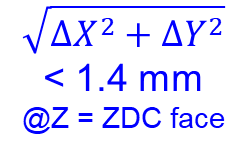 √ΔX² + ΔY²
< 1.4 mm
@Z = ZDC face